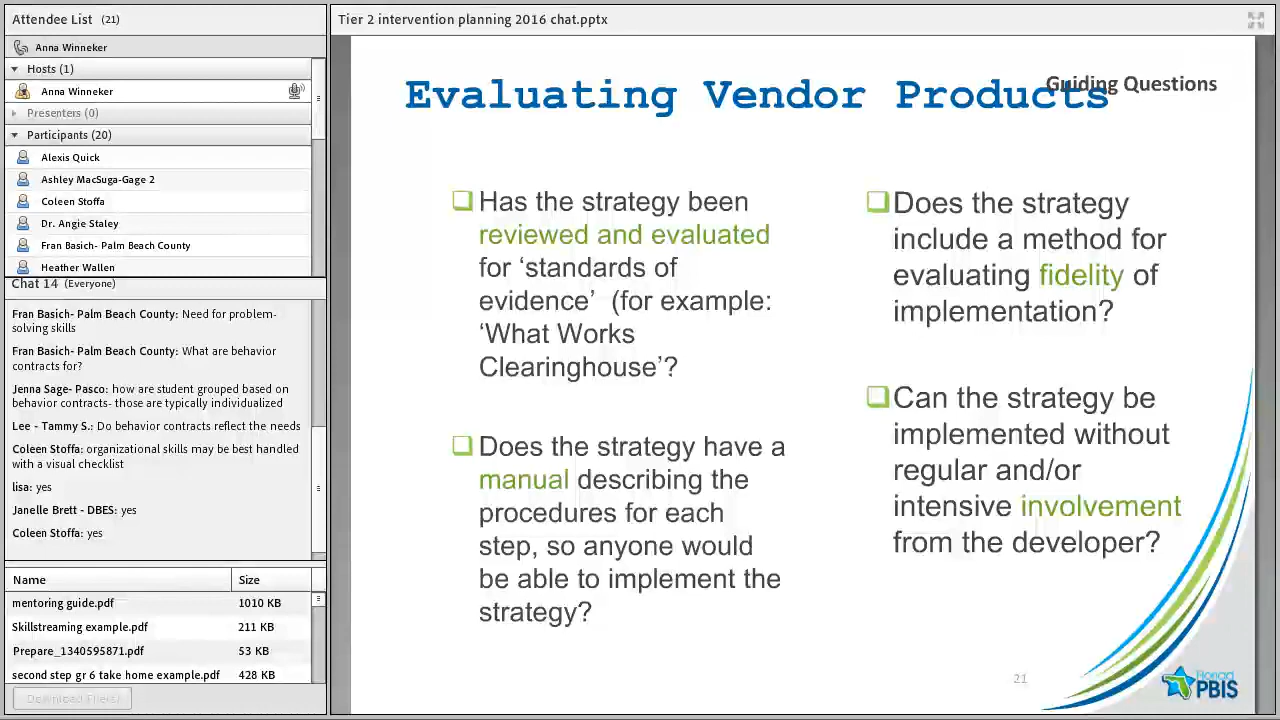 Attendee List (21)
Anna Winneker
Hosts (1)
Anna Winneker
Presenters (0)
Participants (20)
Alexis Quick
Ashley MacSuga-Gage 2
Coleen Stoffa
Dr. Angie Staley
Fran Basich- Palm Beach County
Heather Wallen
Chat 14 (Everyone)
Fran Basich- Palm Beach County: Need for problem-
solving skills
Fran Basich- Palm Beach County: What are behavior
contracts for?
Jenna Sage- Pasco: how are student grouped based on
behavior contracts- those are typically individualized
Lee - Tammy S.: Do behavior contracts reflect the needs
Coleen Stoffa: organizational skills may be best handled
with a visual checklist
lisa: yes
Janelle Brett - DBES: yes
Coleen Stoffa: yes
Name Size
mentoring guide.pdf 1010 KB
Skillstreaming example.pdf 211 KB
Prepare_1340595871.pdf 53 KB
second step gr 6 take home example.pdf 428 KB
Download File(s)
Tier 2 intervention planning 2016 chat.pptx
Evaluating Vendor Products
Guiding Questions
Has the strategy been
reviewed and evaluated
for ‘standards of
evidence’ (for example:
‘What Works
Clearinghouse’?
Does the strategy have a
manual describing the
procedures for each
step, so anyone would
be able to implement the
strategy?
Does the strategy
include a method for
evaluating fidelity of
implementation?
Can the strategy be
implemented without
regular and/or
intensive involvement
from the developer?
21
Florida
PBIS